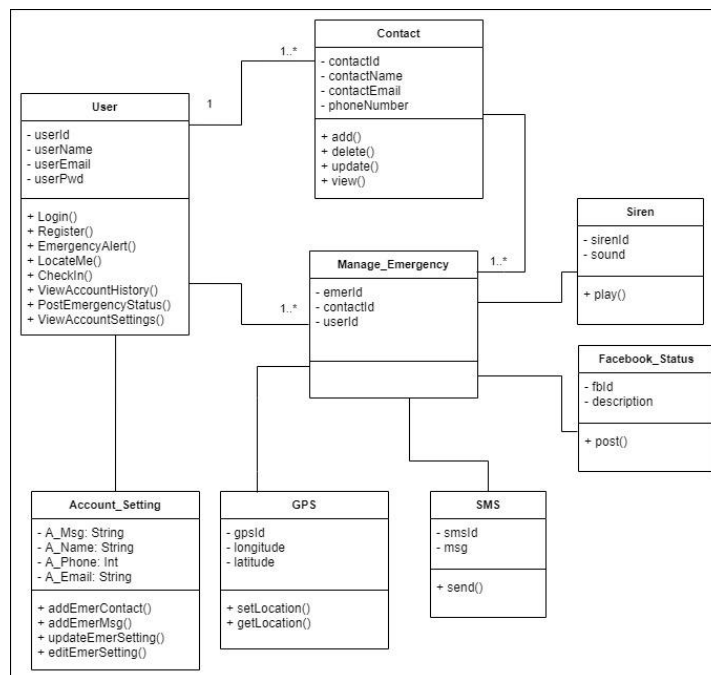 Contact
- contactId
- contactName
- contactEmail
- phoneNumber
+ add()
+ delete()
+ update()
+ view()
1..*
1
User
- userId
- userName
- userEmail
- userPwd
+ Login()
+ Register()
+ EmergencyAlert()
+ LocateMe()
+ CheckIn()
+ ViewAccountHistory()
+ PostEmergencyStatus()
+ ViewAccountSettings()
1..*
1..*
Manage_Emergency
- emerId
- contactId
- userId
Siren
- sirenId
- sound
+ play()
Facebook_Status
- fbId
- description
+ post()
Account_Setting
- A_Msg: String
- A_Name: String
- A_Phone: Int
- A_Email: String
+ addEmerContact()
+ addEmerMsg()
+ updateEmerSetting()
+ editEmerSetting()
GPS
- gpsId
- longitude
- latitude
+ setLocation()
+ getLocation()
SMS
- smsId
- msg
+ send()